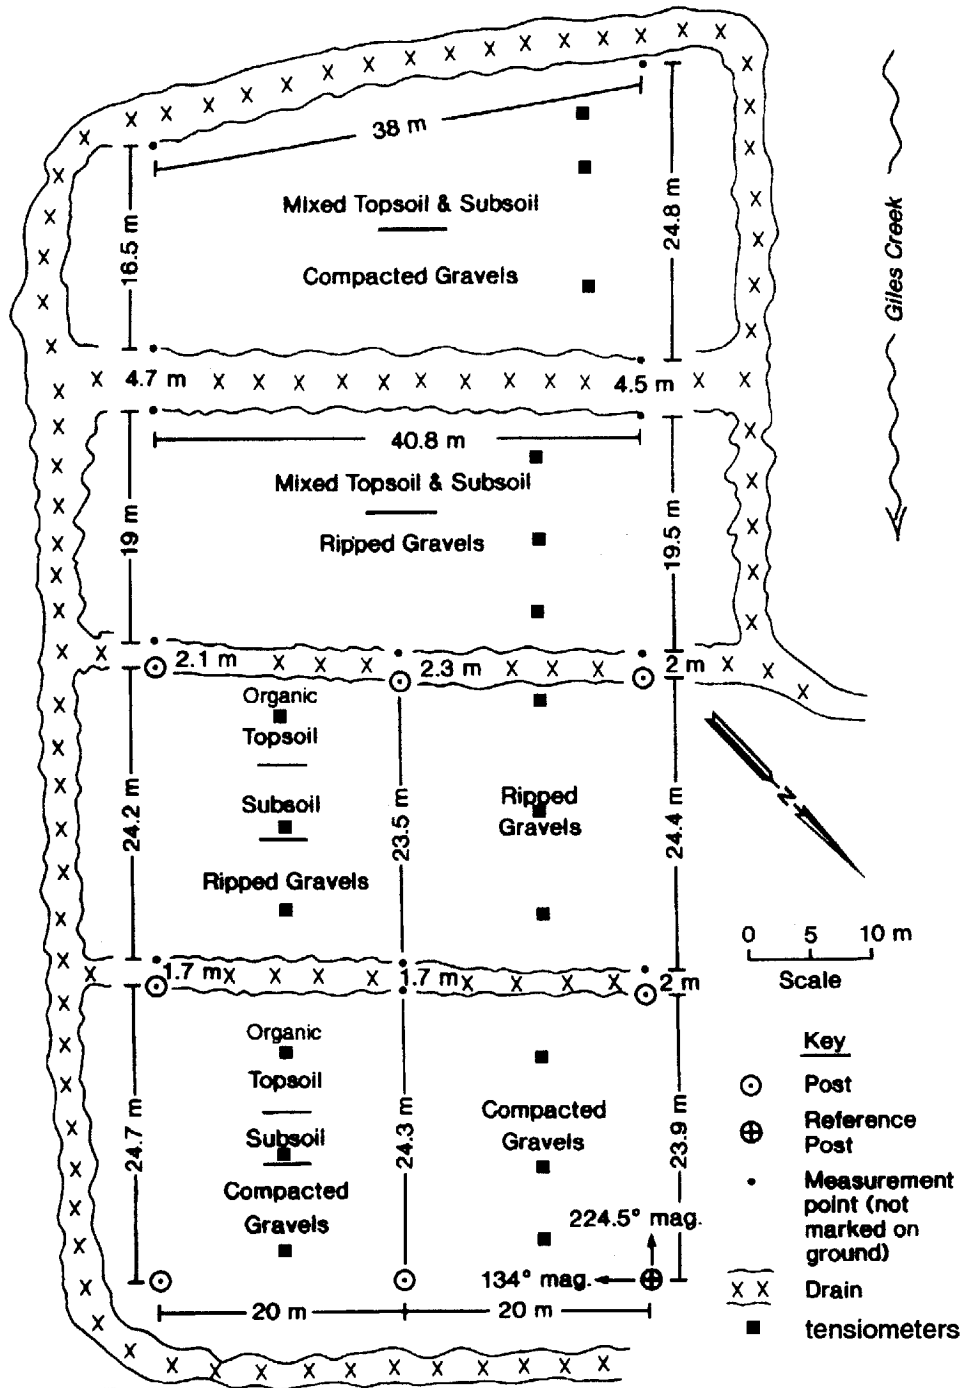 38 m
Mixed Topsoil & Subsoil
Compacted Gravels
16.5 m
24.8 m
Giles Creek
4.7 m
4.5 m
40.8 m
Mixed Topsoil & Subsoil
Ripped Gravels
19 m
19.5 m
2.1 m
2.3 m
2 m
Organic
Topsoil
Subsoil
Ripped Gravels
24.2 m
23.5 m
Ripped
Gravels
24.4 m
N
0 5 10 m
Scale
1.7 m
1.7 m
2 m
Organic
Topsoil
Subsoil
Compacted
Gravels
24.7 m
24.3 m
Compacted
Gravels
23.9 m
224.5° mag.
134° mag.
20 m
20 m
Key
Post
Reference
Post
Measurement
point (not
marked on
ground)
X X Drain
tensiometers